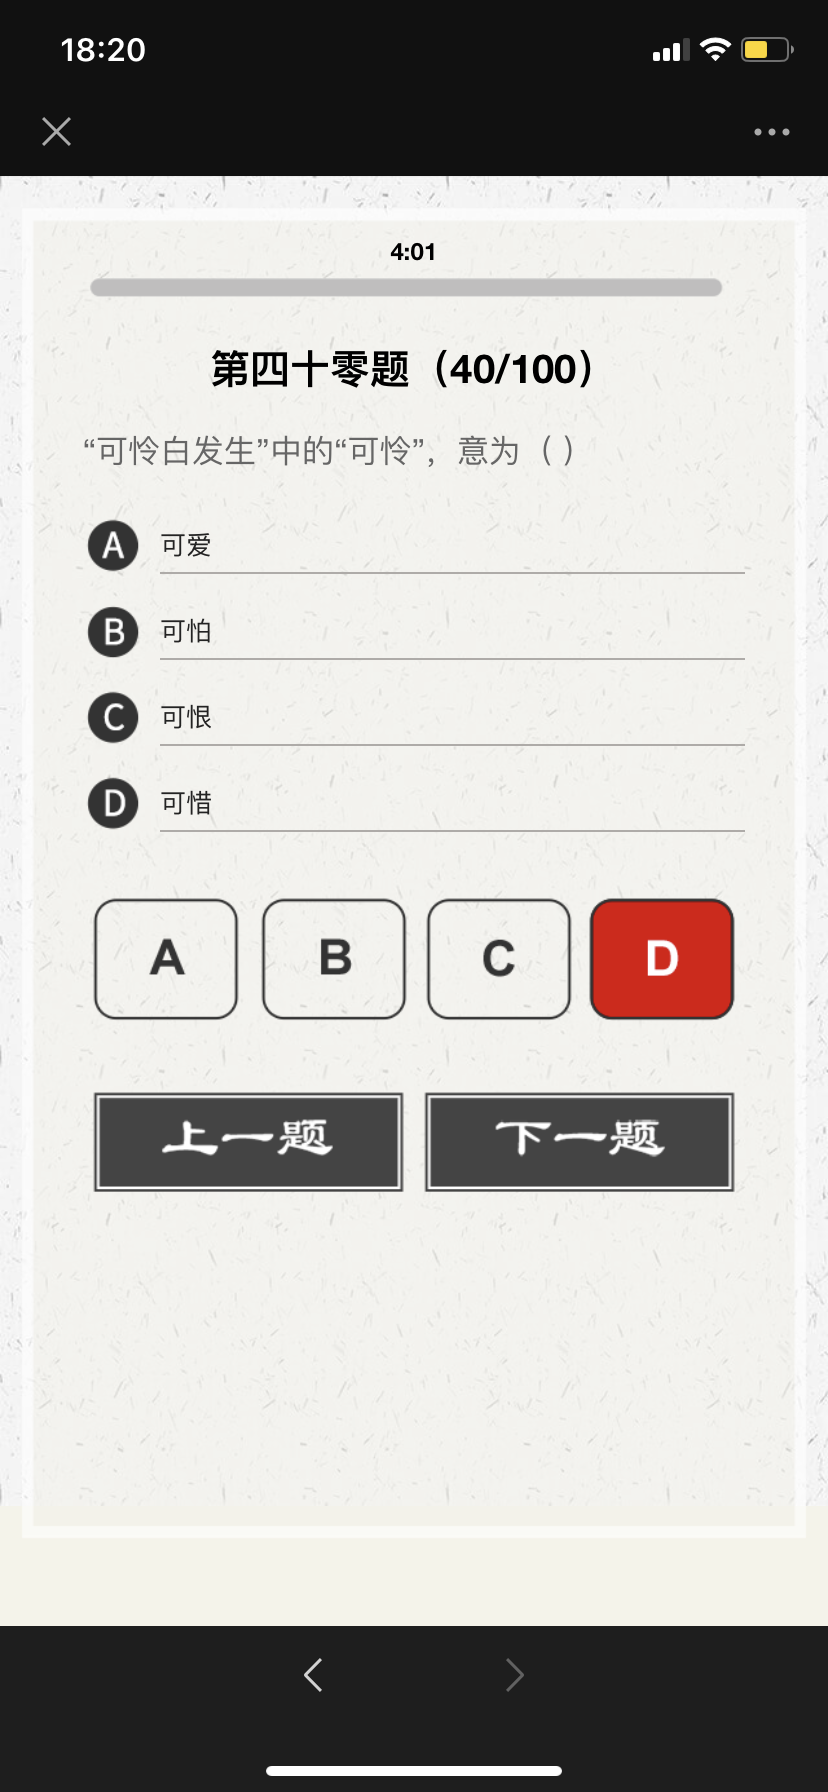 18:20
4:01
第四十零题（40/100）
“可怜白发生”中的“可怜”，意为（ ）
A 可爱
B 可怕
C 可恨
D 可惜
A B C D
上一题 下一题